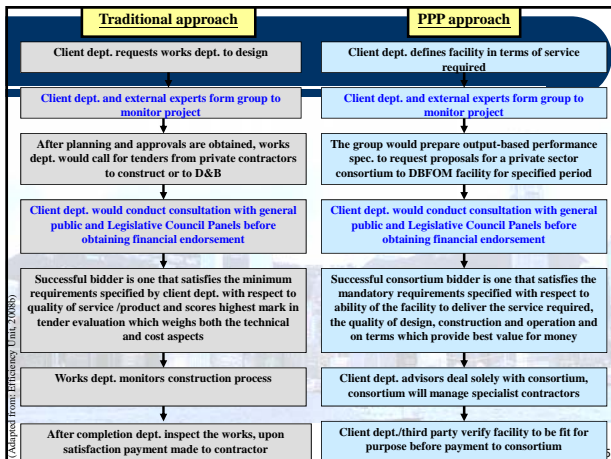 Traditional approach
Client dept. requests works dept. to design
Client dept. and external experts form group to
monitor project
After planning and approvals are obtained, works
dept. would call for tenders from private contractors
to construct or to D&B
Client dept. would conduct consultation with general
public and Legislative Council Panels before
obtaining financial endorsement
Successful bidder is one that satisfies the minimum
requirements specified by client dept. with respect to
quality of service /product and scores highest mark in
tender evaluation which weighs both the technical
and cost aspects
Works dept. monitors construction process
After completion dept. inspect the works, upon
satisfaction payment made to contractor
PPP approach
Client dept. defines facility in terms of service
required
Client dept. and external experts form group to
monitor project
The group would prepare output-based performance
spec. to request proposals for a private sector
consortium to DBFOM facility for specified period
Client dept. would conduct consultation with general
public and Legislative Council Panels before
obtaining financial endorsement
Successful consortium bidder is one that satisfies the
mandatory requirements specified with respect to
ability of the facility to deliver the service required,
the quality of design, construction and operation and
on terms which provide best value for money
Client dept. advisors deal solely with consortium,
consortium will manage specialist contractors
Client dept./third party verify facility to be fit for
purpose before payment to consortium
(Adapted from: Efficiency Unit, 2008b)